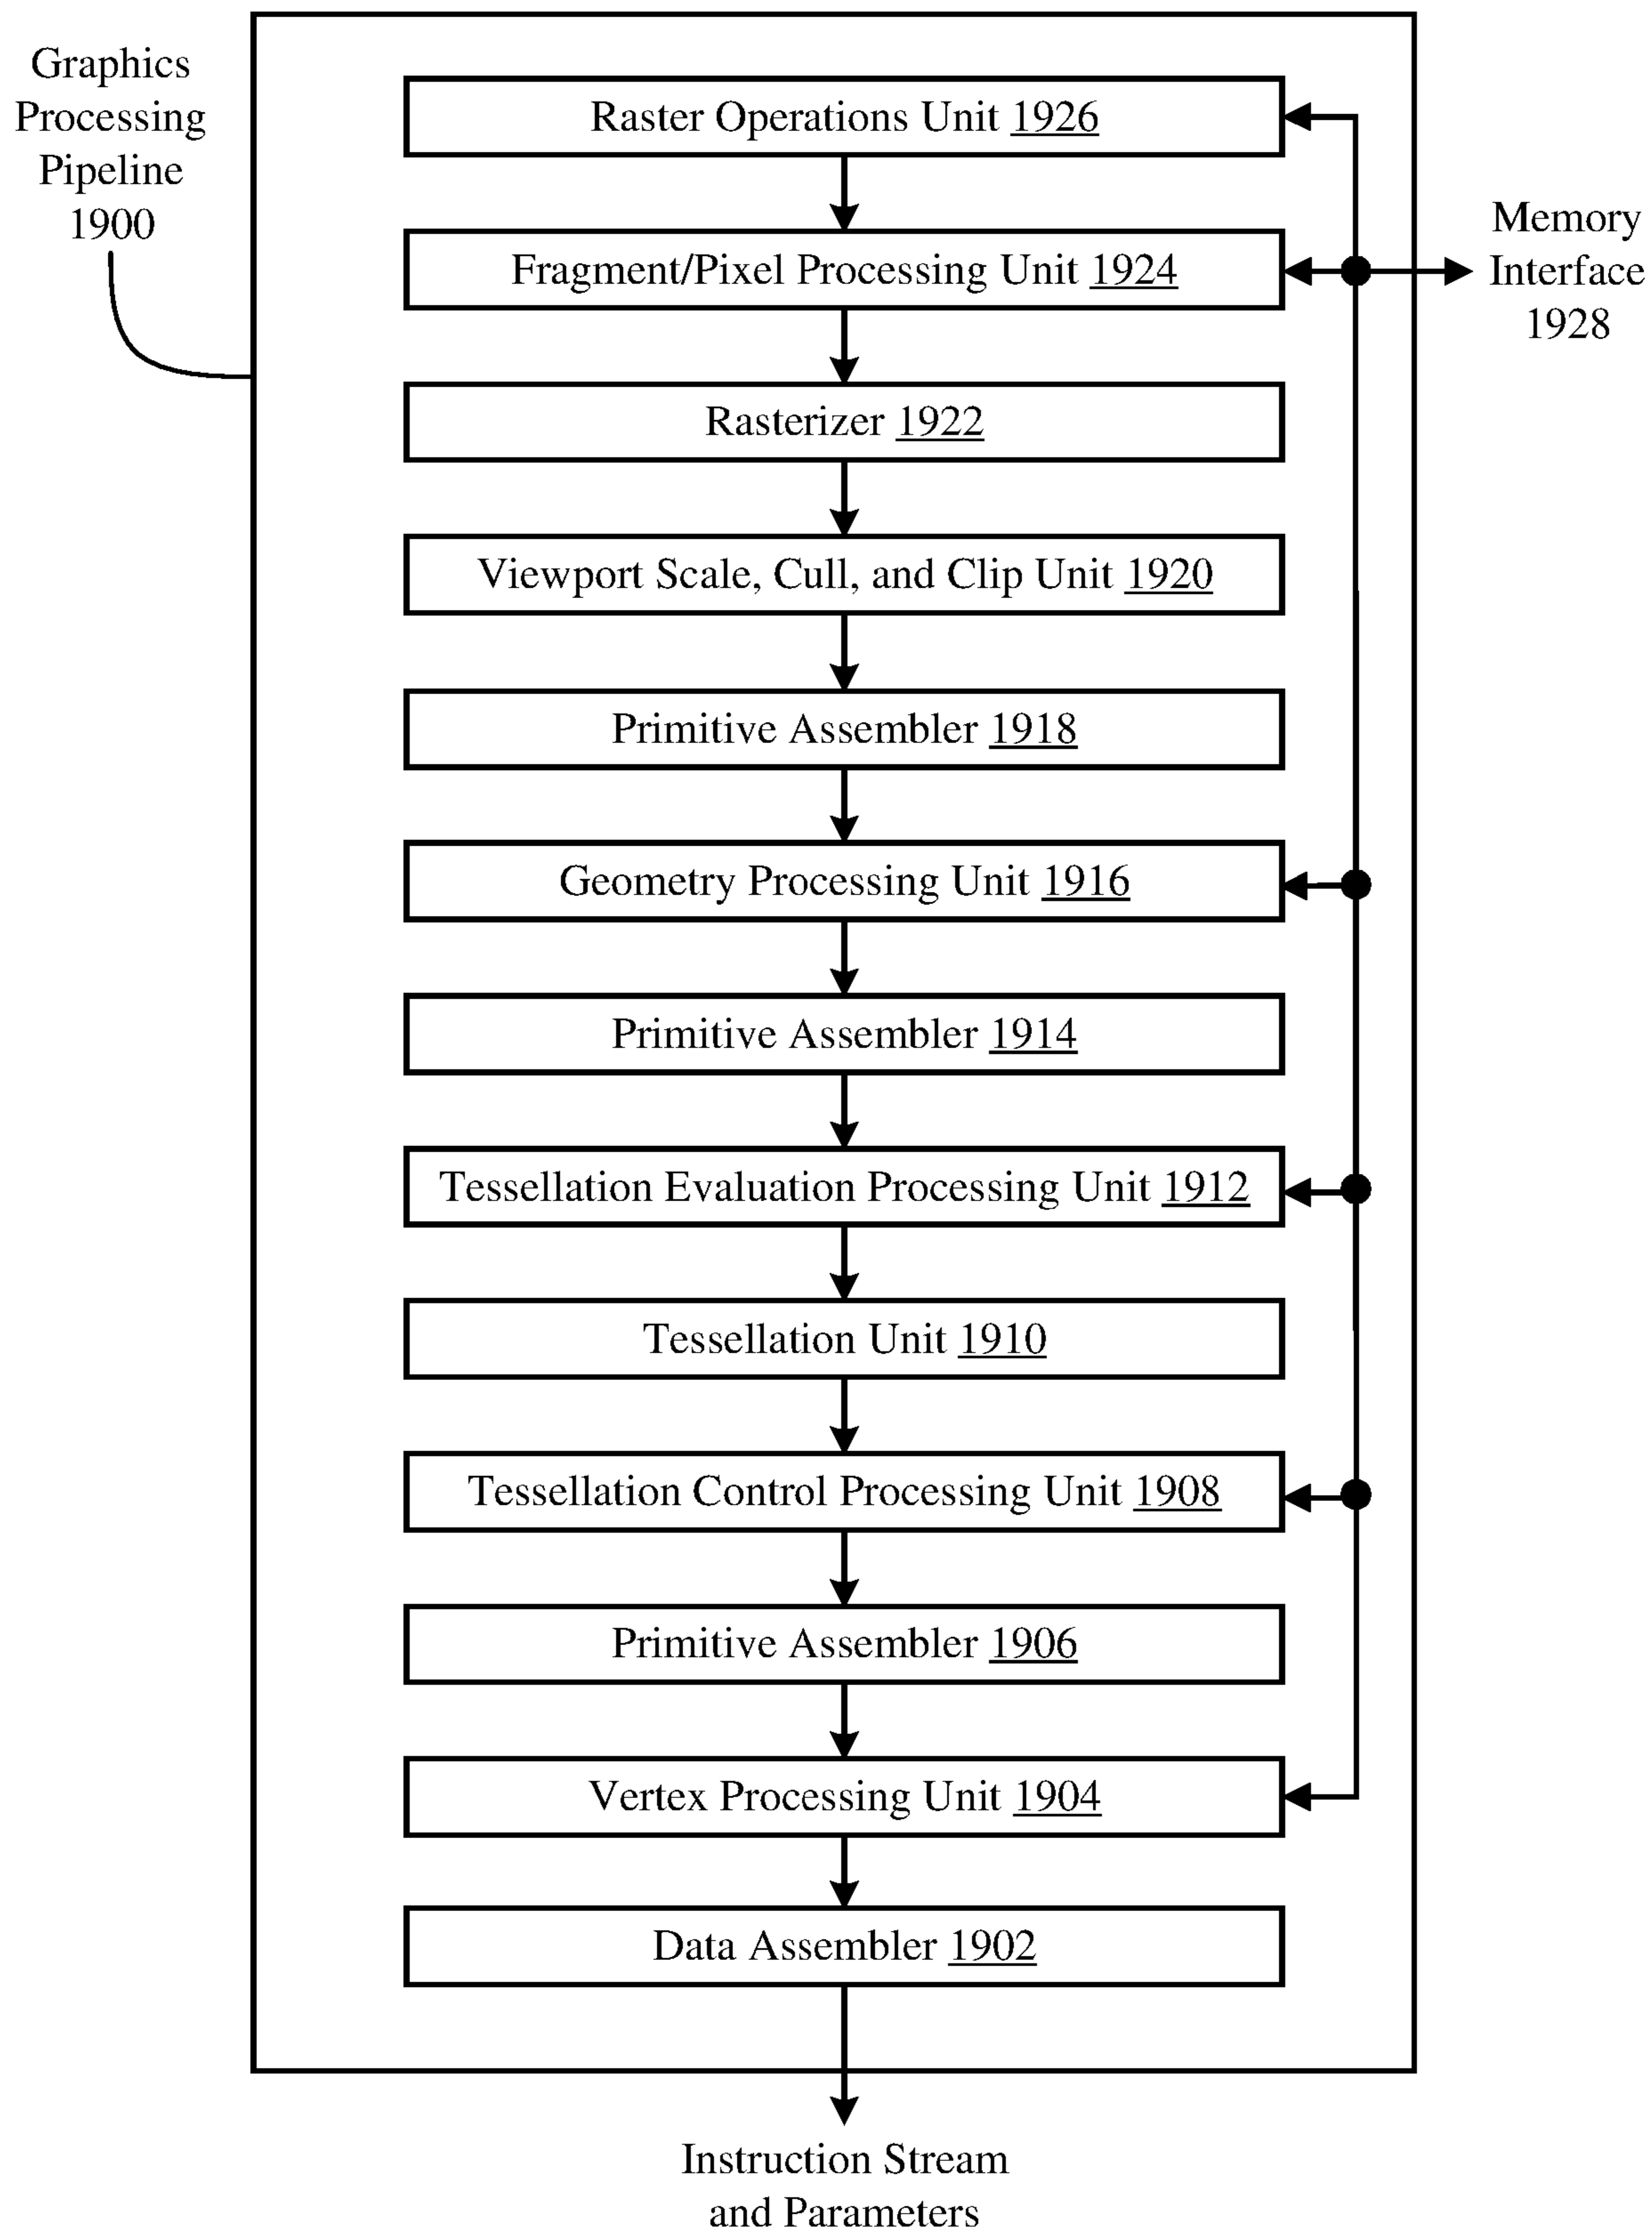 Graphics
Processing
Pipeline
1900
Raster Operations Unit 1926
Fragment/Pixel Processing Unit 1924
Memory
Interface
1928
Rasterizer 1922
Viewport Scale, Cull, and Clip Unit 1920
Primitive Assembler 1918
Geometry Processing Unit 1916
Primitive Assembler 1914
Tessellation Evaluation Processing Unit 1912
Tessellation Unit 1910
Tessellation Control Processing Unit 1908
Primitive Assembler 1906
Vertex Processing Unit 1904
Data Assembler 1902
Instruction Stream
and Parameters